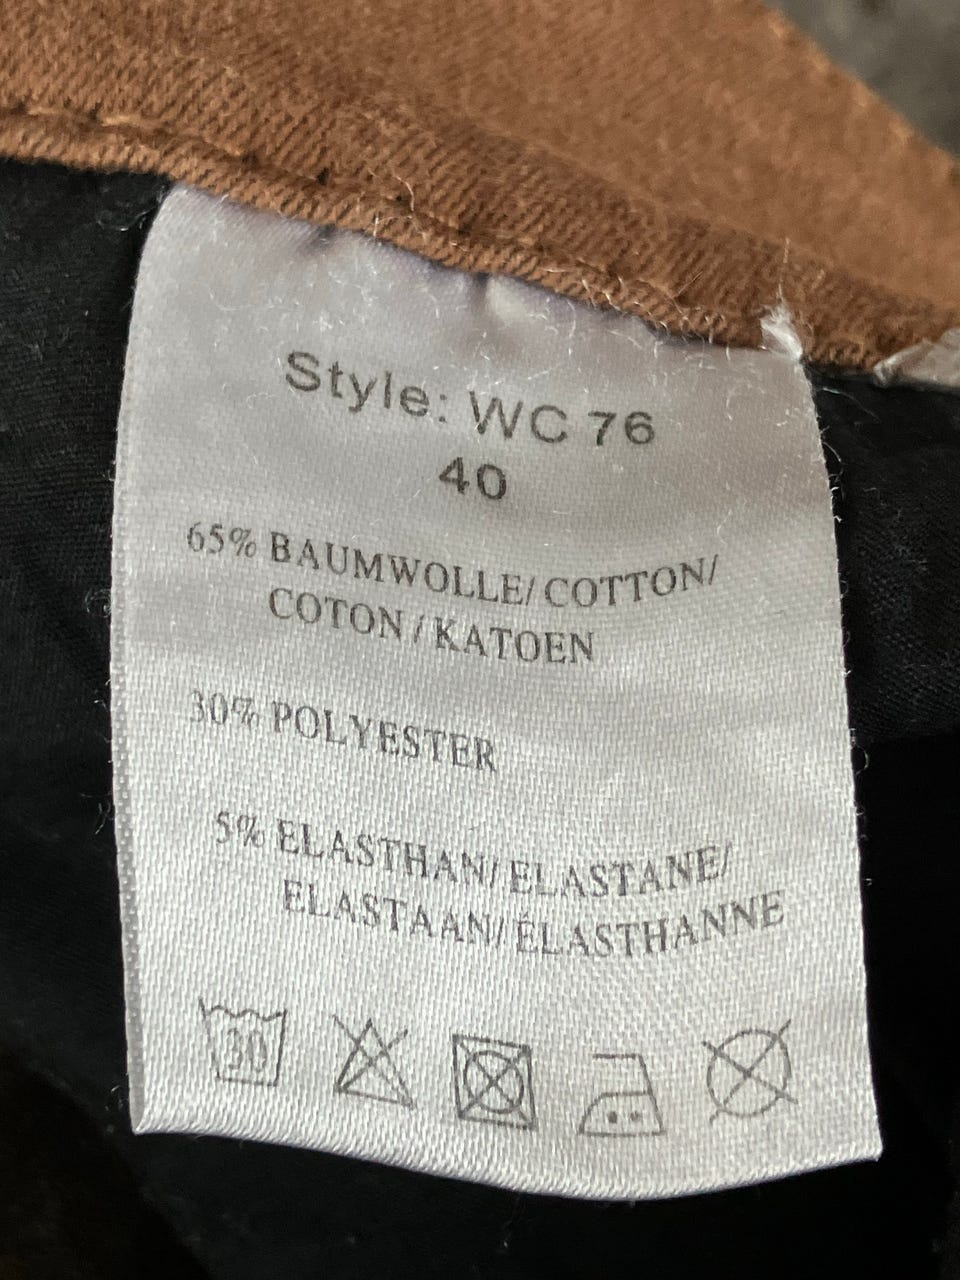 Style: WC 76
40
65% BAUMWOLLE/COTTON/
COTON/KATOEN
30% POLYESTER
5% ELASTHAN/ELASTANE/
ELASTAAN/ÉLASTHANNE
30